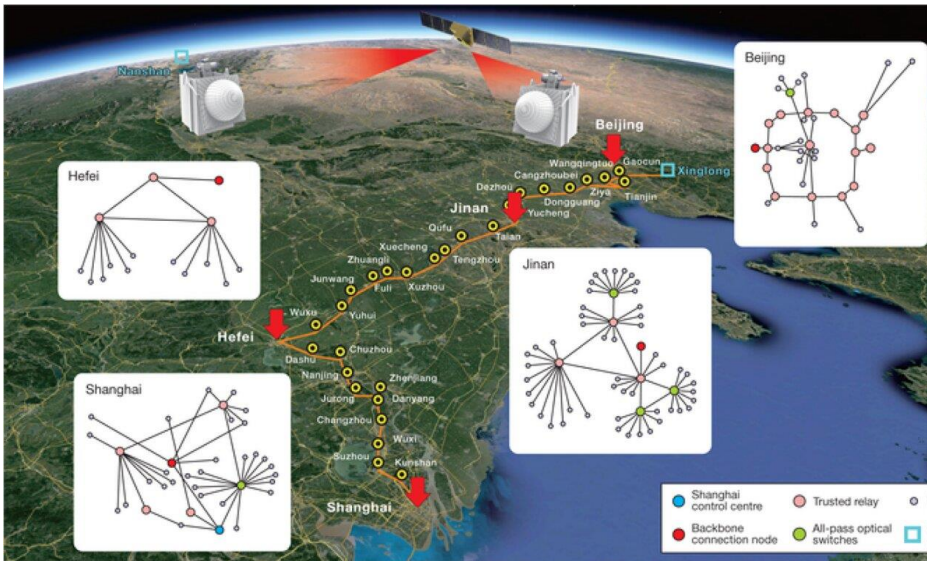 Nanshan
Beijing
Beijing
Wangqingtuo
Gaocun
Cangzhoubei
Xinglong
Dezhou
Ziya
Tianjin
Dongguang
Hefei
Jinan
Yucheng
Qufu
Taian
Xuecheng
Zhuangli
Tengzhou
Jinan
Junwang
Fuli
Xuzhou
Wuxu
Yuhui
Hefei
Chuzhou
Dashu
Nanjing
Zhenjiang
Shanghai
Jurong
Danyang
Changzhou
Wuxi
Suzhou
Kunshan
Shanghai
Shanghai
control centre
Trusted relay
Backbone
connection node
All-pass optical
switches